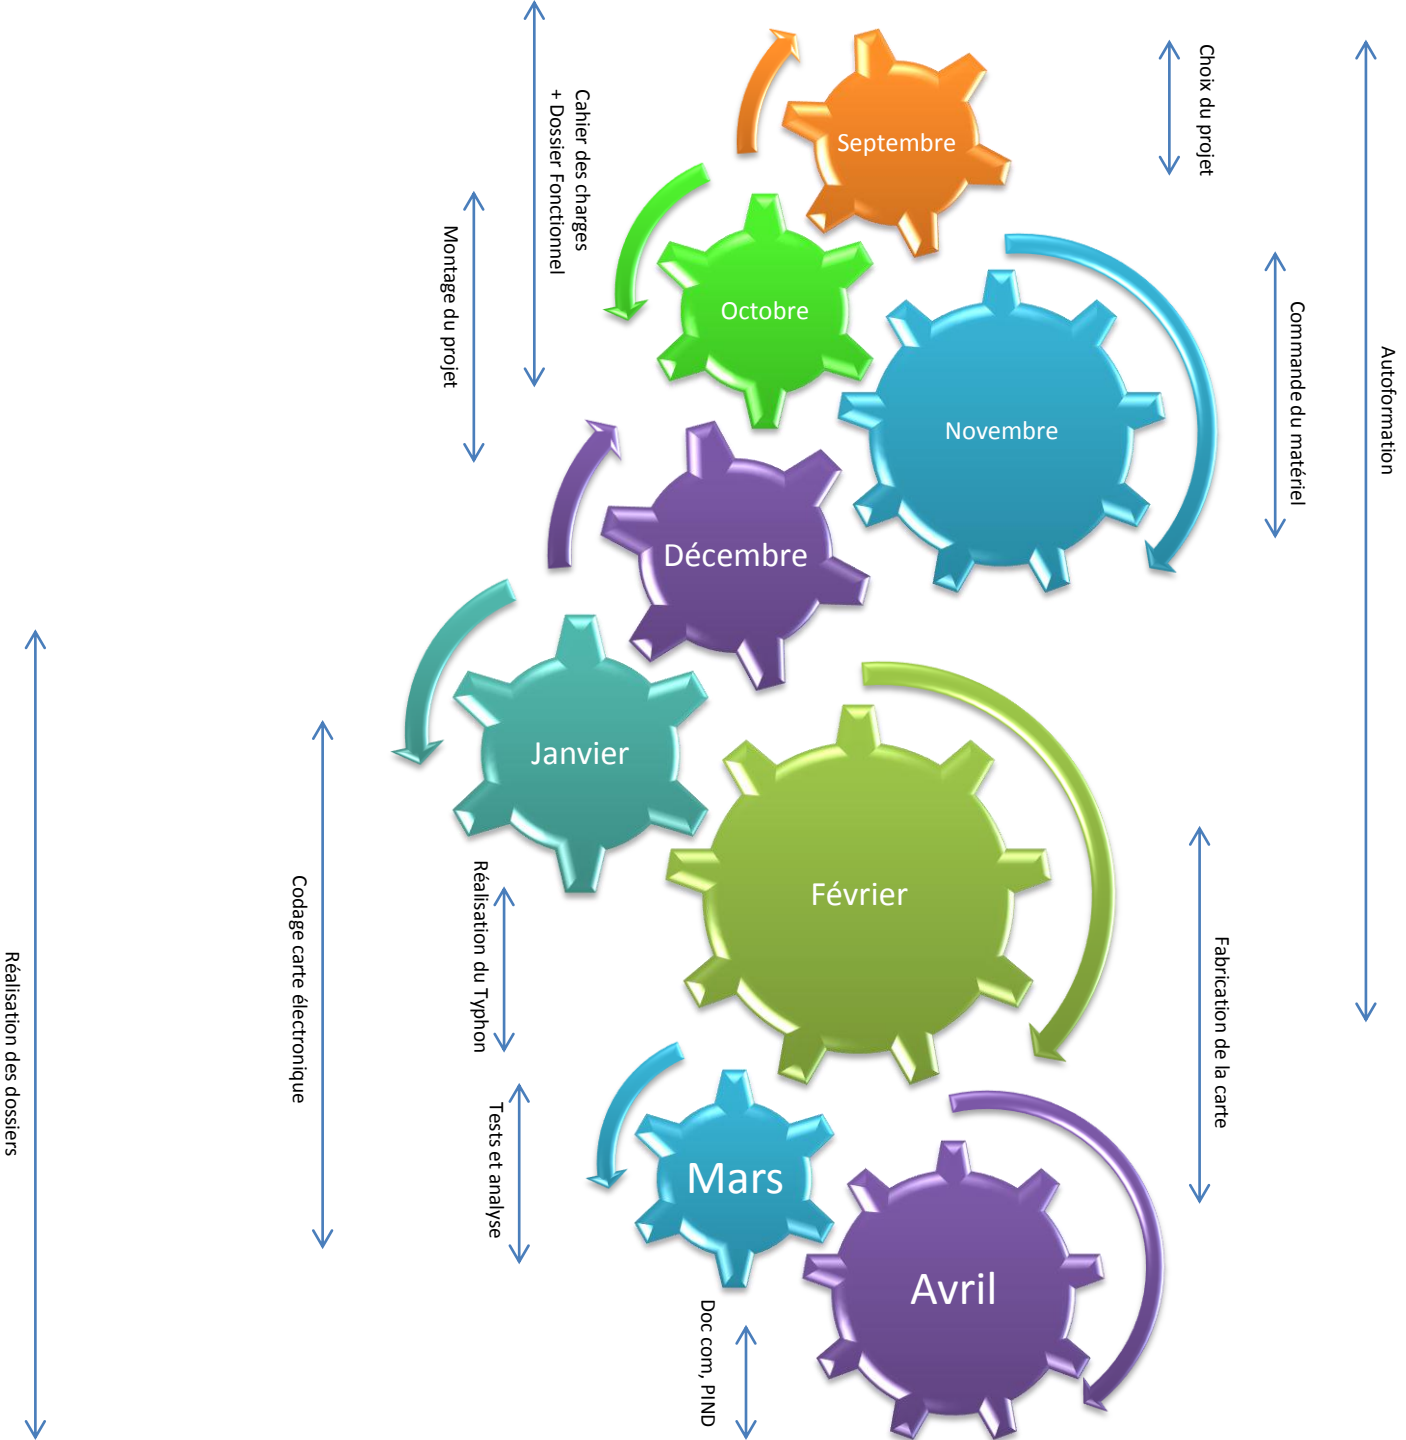 Septembre
Choix du projet
Cahier des charges
+ Dossier Fonctionnel
Octobre
Montage du projet
Novembre
Commande du matériel
Autoformation
Décembre
Janvier
Février
Réalisation du Typhon
Codage carte électronique
Réalisation des dossiers
Fabrication de la carte
Mars
Tests et analyse
Avril
Doc com, PIND